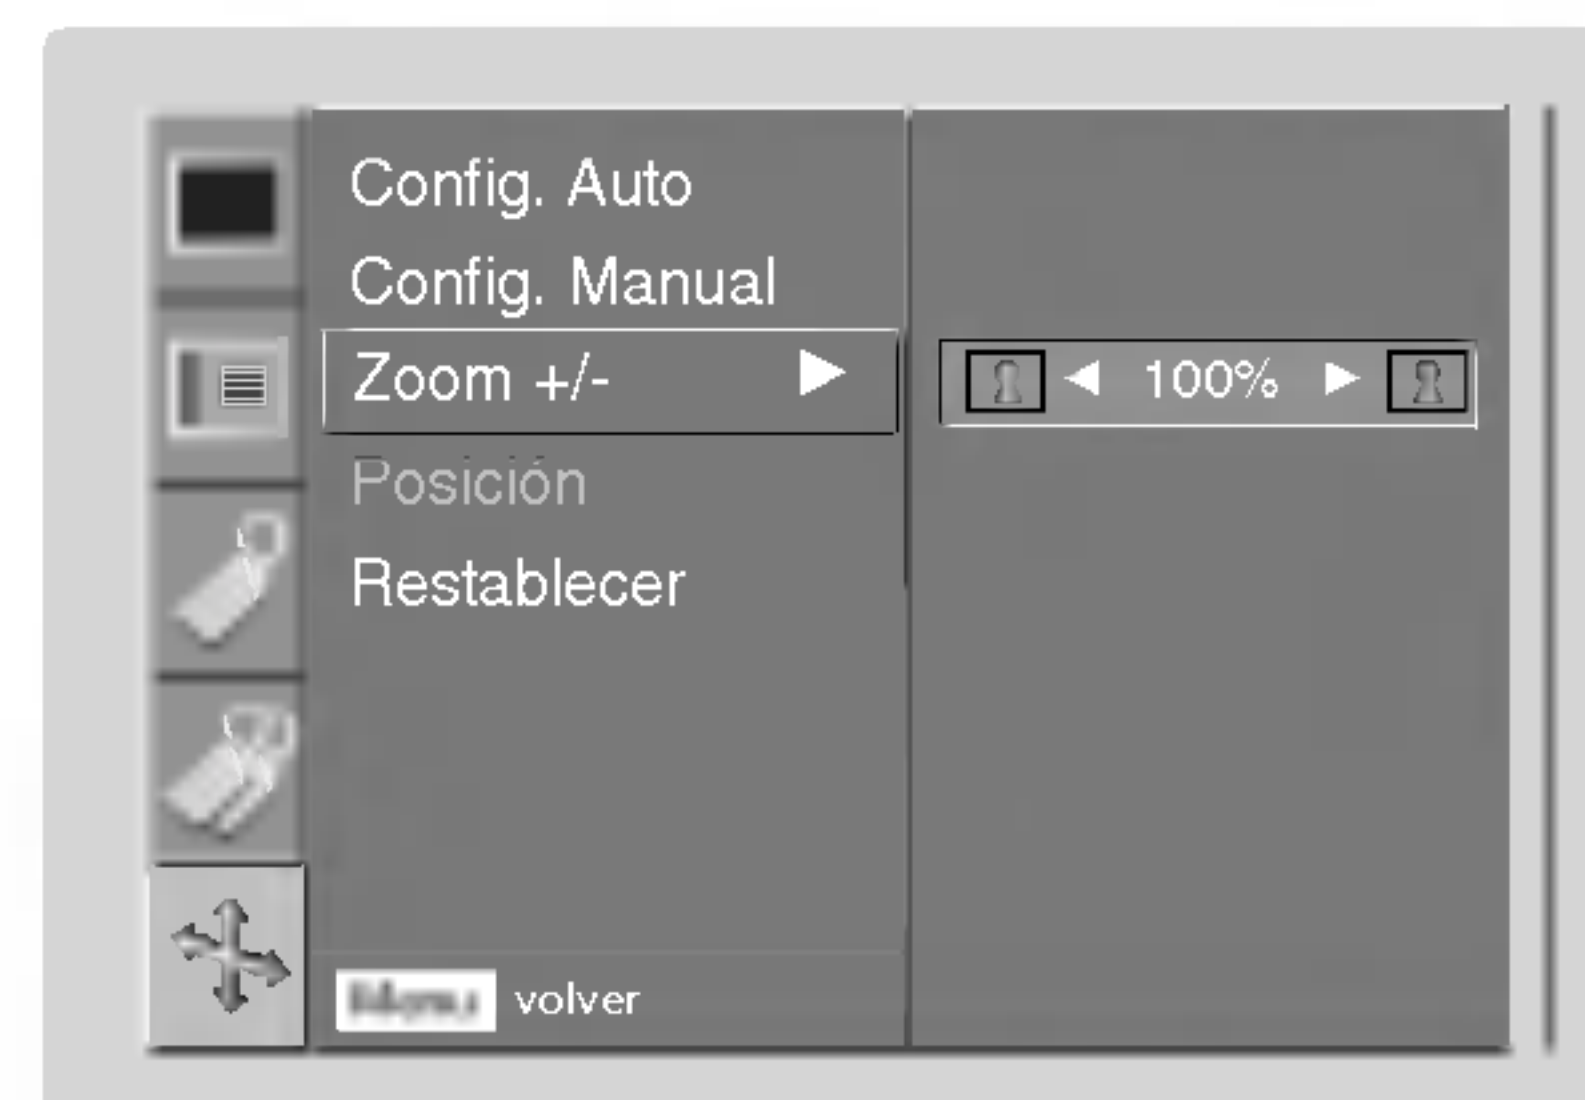 Config. Auto
Config. Manual
Zoom +/-
100%
Posición
Restablecer
volver